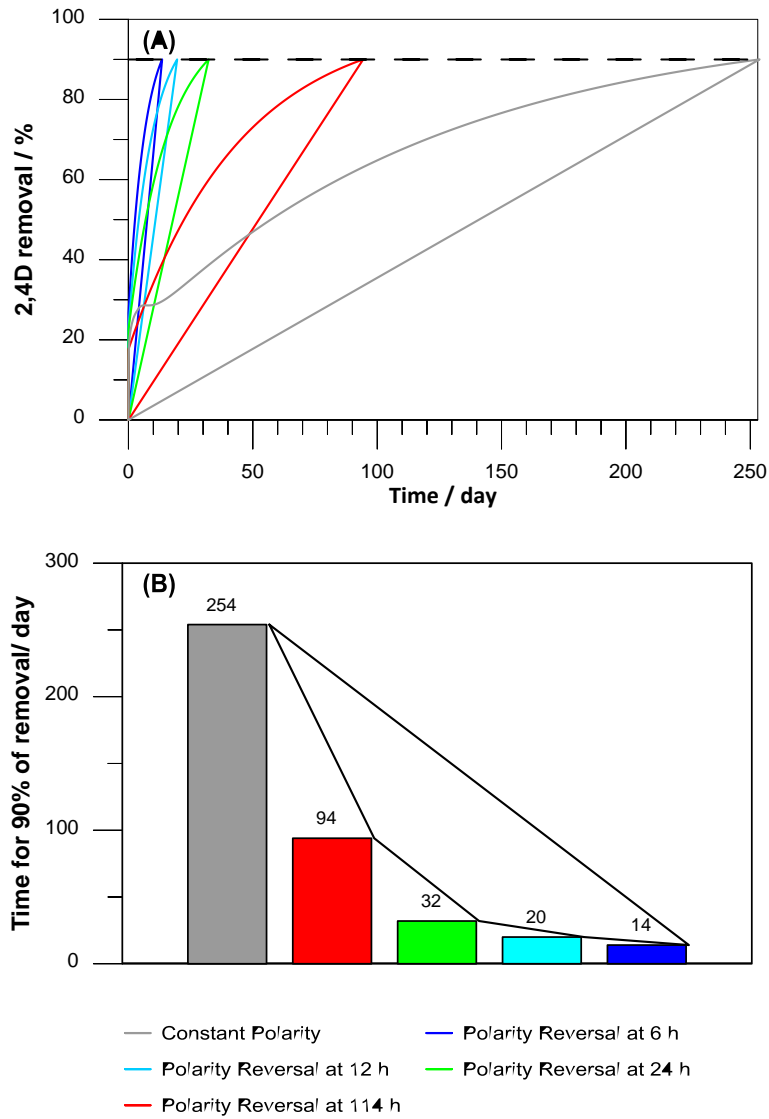 100
(A)
80
60
40
20
0
2,4D removal / %
0 50 100 150 200 250
Time / day
300
(B)
254
200
Time for 90% of removal/ day
100
94
32
20
14
0
Constant Polarity
Polarity Reversal at 6 h
Polarity Reversal at 12 h
Polarity Reversal at 24 h
Polarity Reversal at 114 h